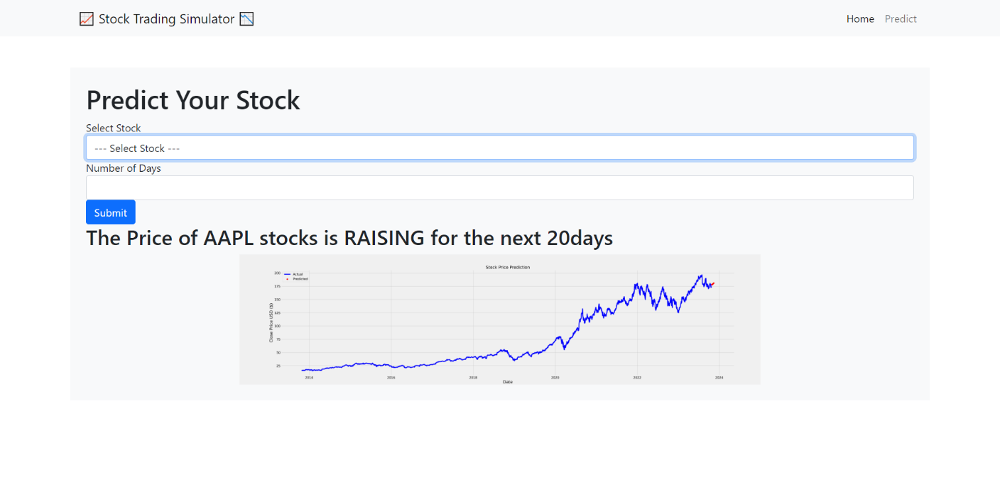 📈 Stock Trading Simulator 📉
Home Predict
Predict Your Stock
Select Stock
--- Select Stock ---
Number of Days
Submit
The Price of AAPL stocks is RAISING for the next 20days
Stock Price Prediction
Actual
Predicted
Close Price USD ($)
200
175
150
125
100
75
50
25
2014 2016 2018 2020 2022 2024
Date